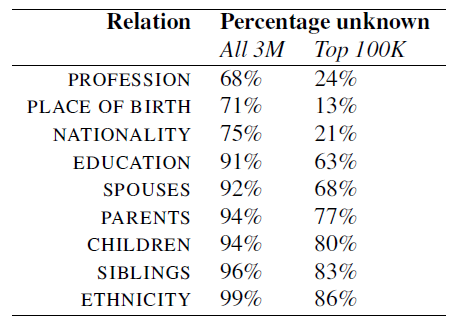 Relation Percentage unknown
All 3M Top 100K
PROFESSION 68% 24%
PLACE OF BIRTH 71% 13%
NATIONALITY 75% 21%
EDUCATION 91% 63%
SPOUSES 92% 68%
PARENTS 94% 77%
CHILDREN 94% 80%
SIBLINGS 96% 83%
ETHNICITY 99% 86%